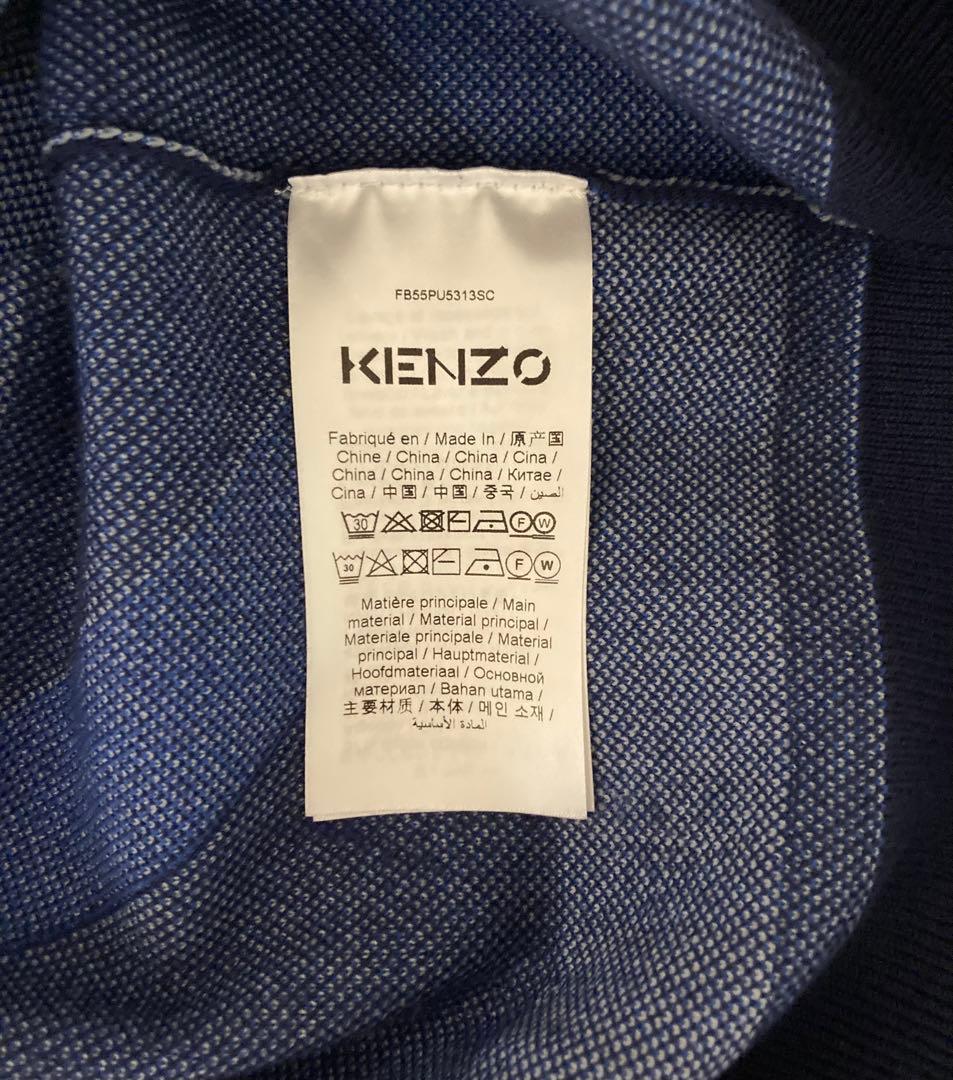 FB55PU5313SC
KENZO
Fabriqué en / Made In / 原产国
Chine / China / China / Cina /
China / China / China / Китае /
Cina / 中国 / 中国 / 중국 / الصين
30 F W
30 F W
Matière principale / Main
material / Material principal /
Materiale principale / Material
principal / Hauptmaterial /
Hoofdmateriaal / Основной
материал / Bahan utama /
主要材质 / 本体 / 메인 소재 /
المادة الأساسية